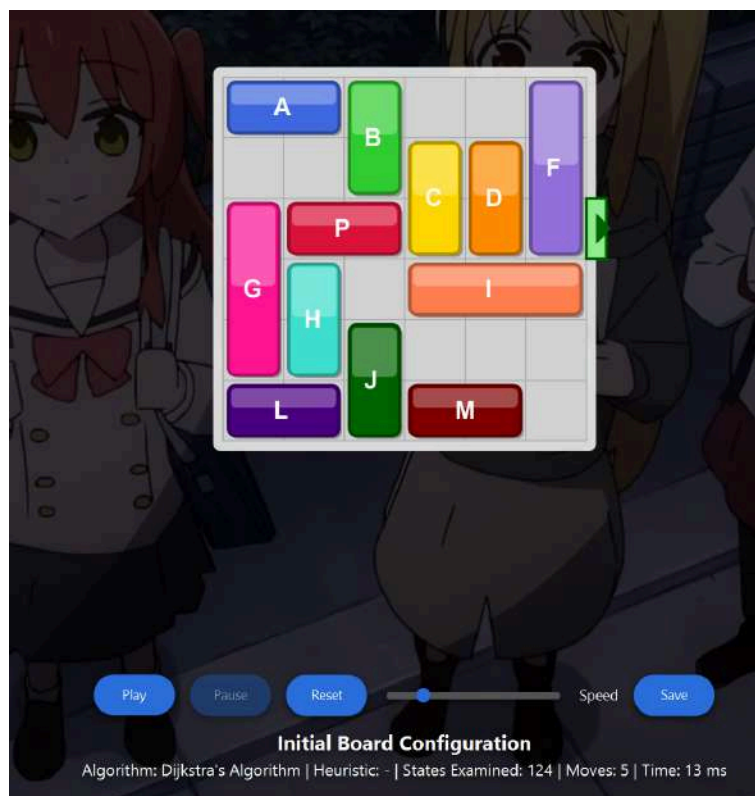 A
B
F
C
D
P
G
I
H
J
L
M
Play
Pause
Reset
Speed
Save
Initial Board Configuration
Algorithm: Dijkstra's Algorithm | Heuristic: - | States Examined: 124 | Moves: 5 | Time: 13 ms